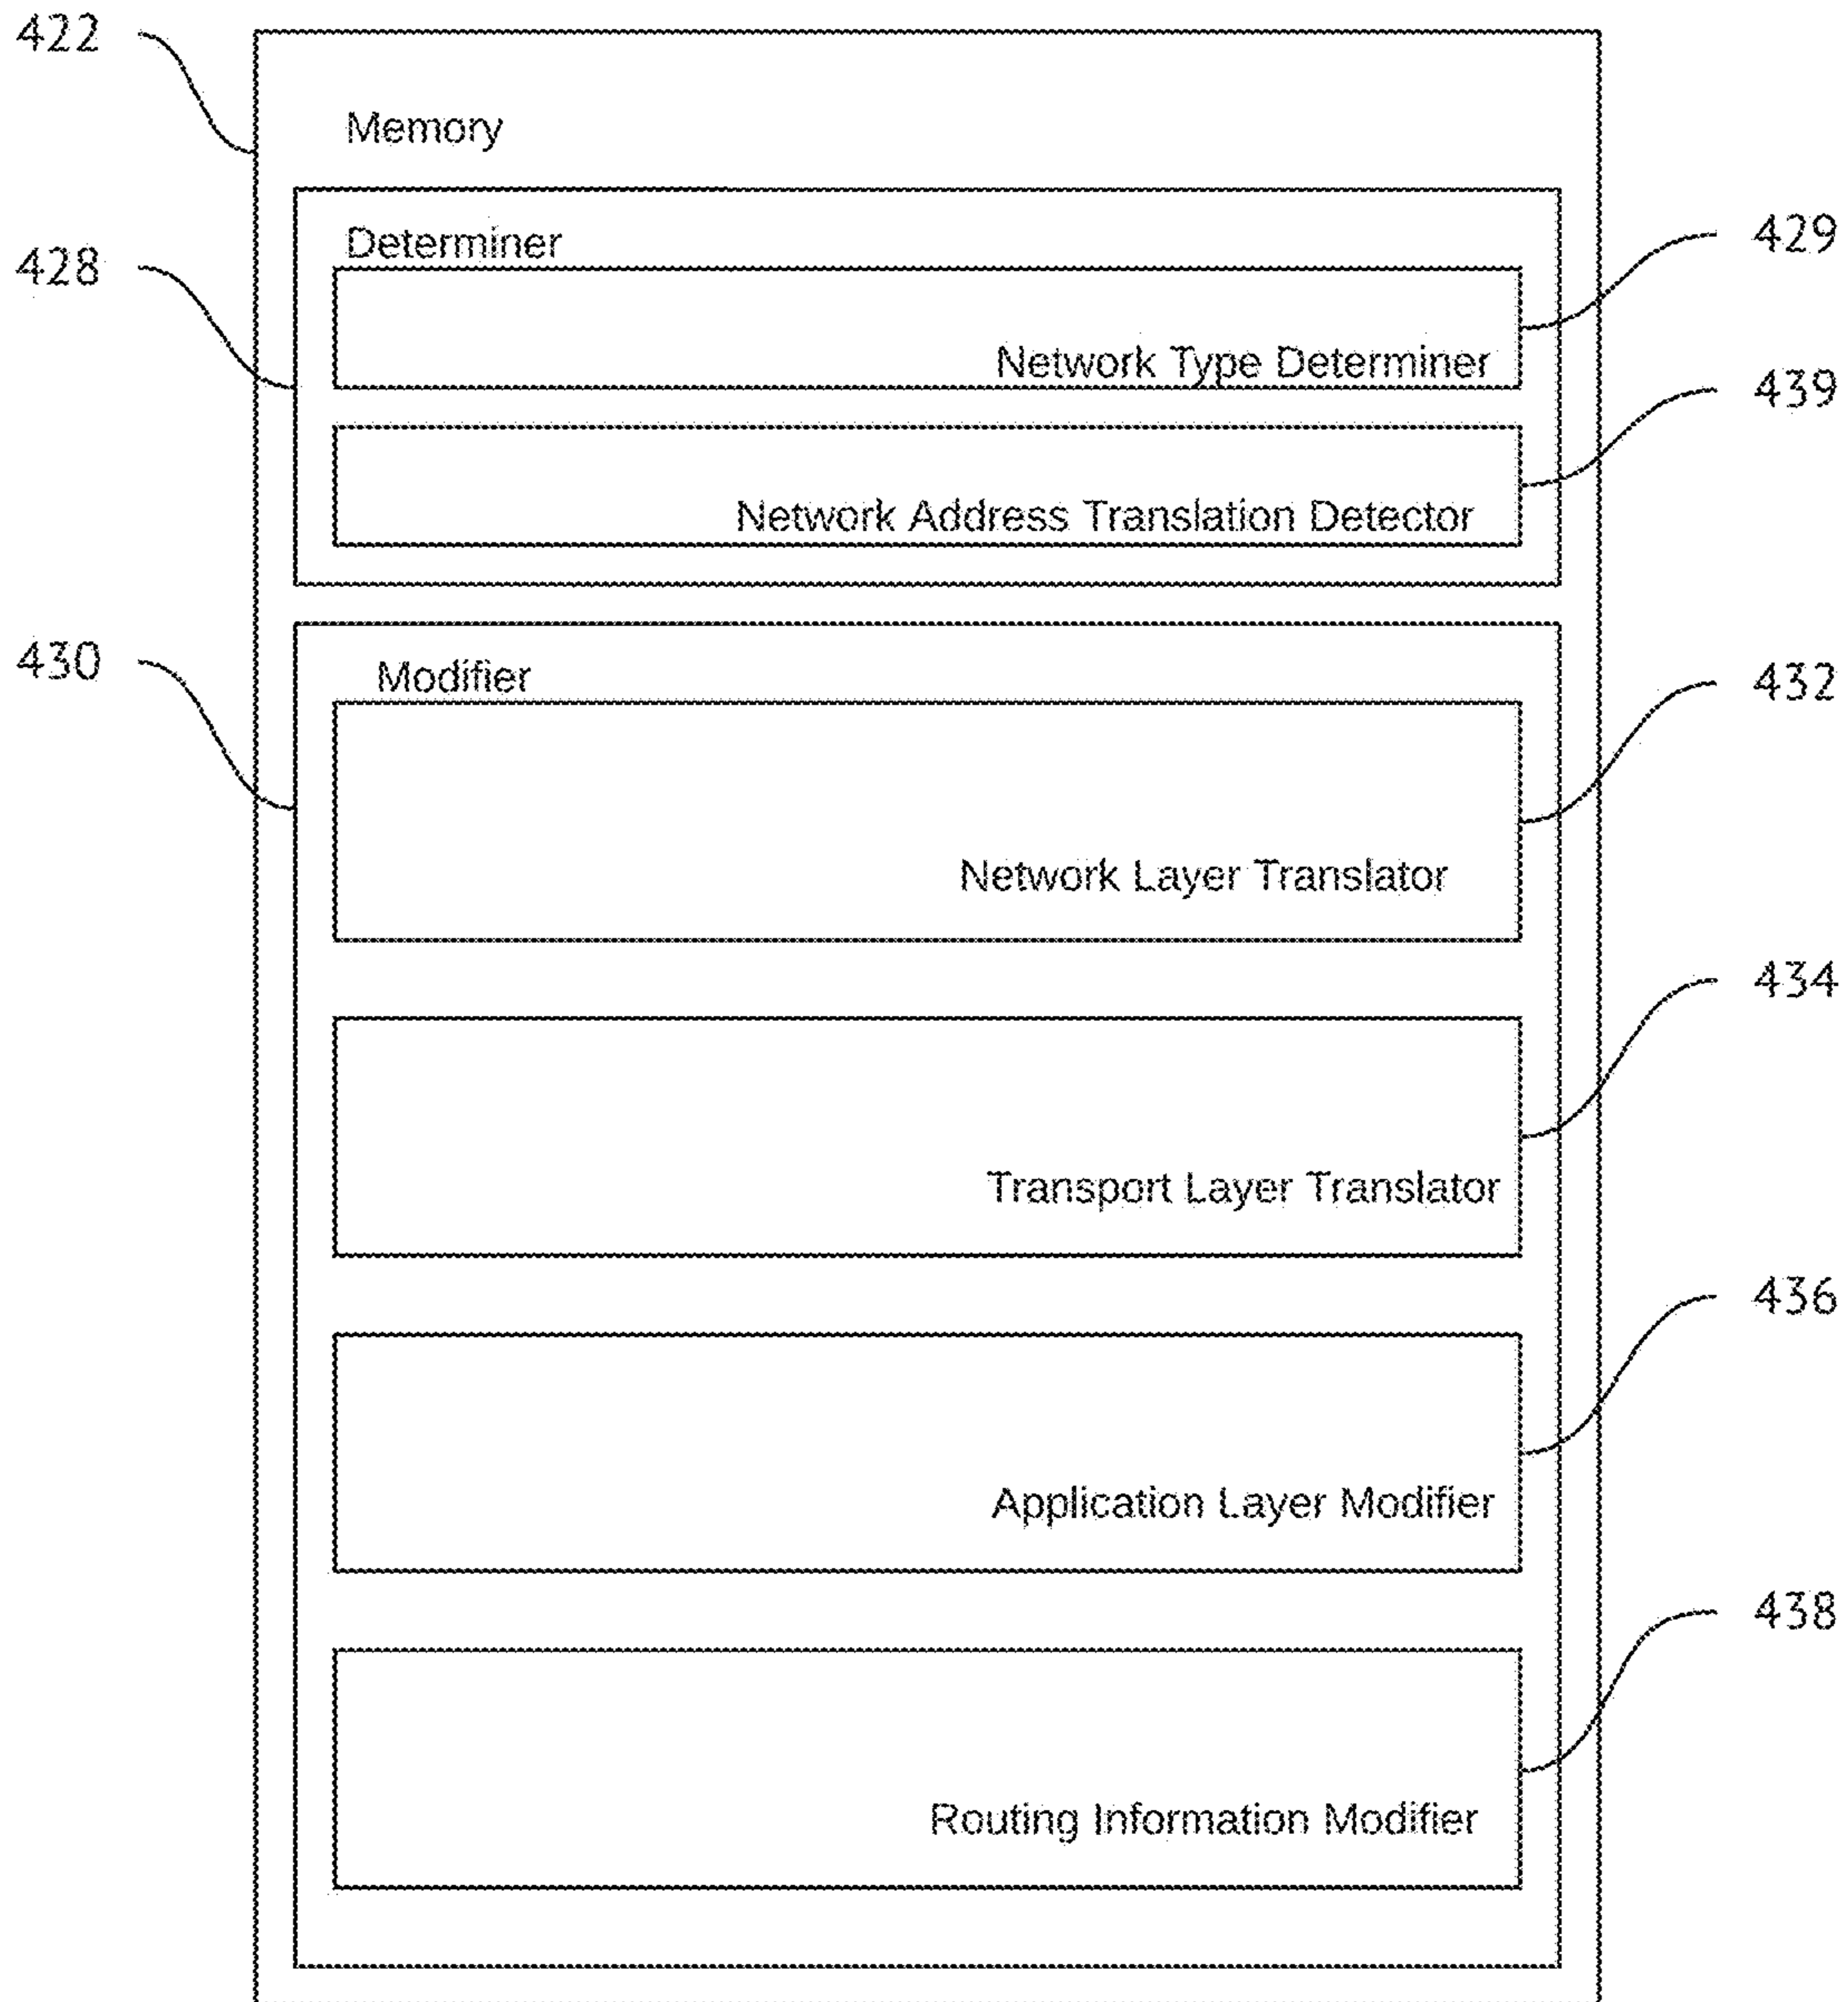 422
Memory
Determiner
428
429
Network Type Determiner
439
Network Address Translation Detector
430
Modifier
432
Network Layer Translator
434
Transport Layer Translator
436
Application Layer Modifier
438
Routing Information Modifier